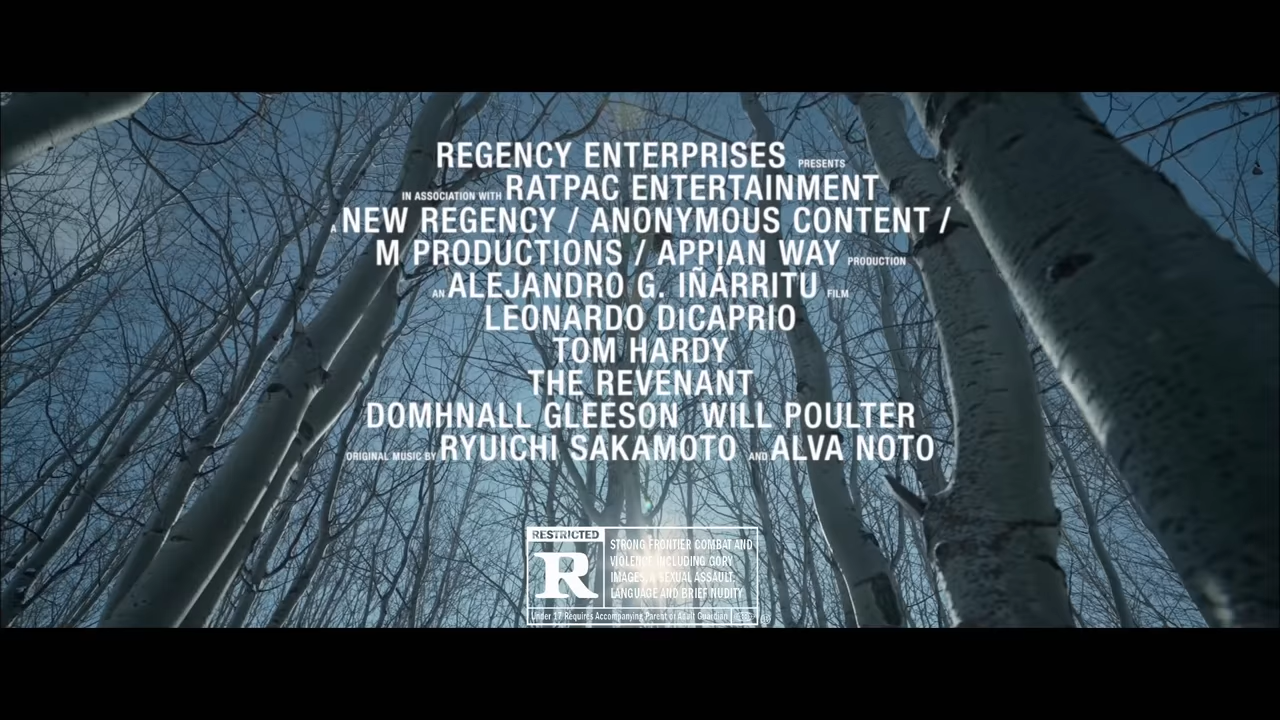 REGENCY ENTERPRISES PRESENTS
IN ASSOCIATION WITH RATPAC ENTERTAINMENT
A NEW REGENCY / ANONYMOUS CONTENT /
M PRODUCTIONS / APPIAN WAY PRODUCTION
AN ALEJANDRO G. IÑÁRRITU FILM
LEONARDO DiCAPRIO
TOM HARDY
THE REVENANT
DOMHNALL GLEESON WILL POULTER
ORIGINAL MUSIC BY RYUICHI SAKAMOTO AND ALVA NOTO
RESTRICTED
R
STRONG FRONTIER COMBAT AND
VIOLENCE INCLUDING GORY
IMAGES, A SEXUAL ASSAULT,
LANGUAGE AND BRIEF NUDITY
Under 17 Requires Accompanying Parent or Adult Guardian